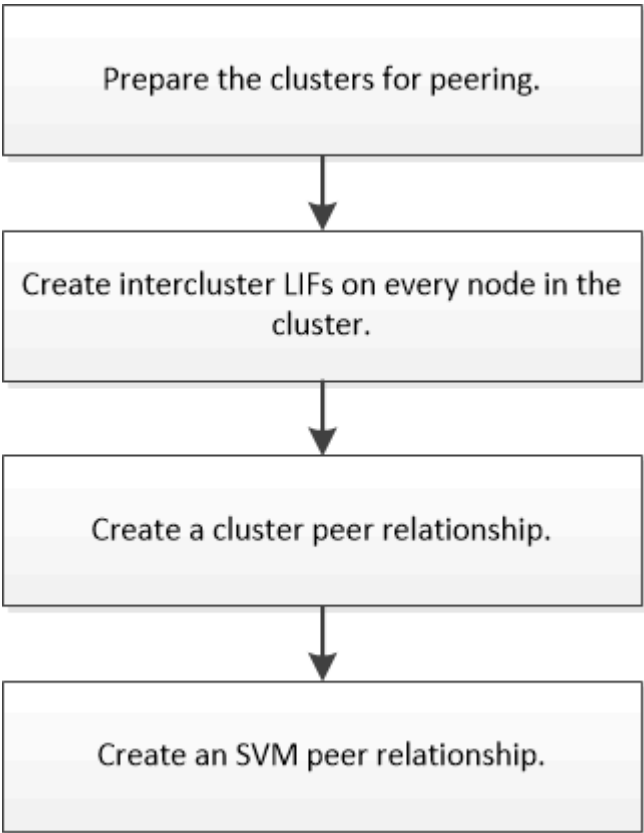 Prepare the clusters for peering.
Create intercluster LIFs on every node in the
cluster.
Create a cluster peer relationship.
Create an SVM peer relationship.